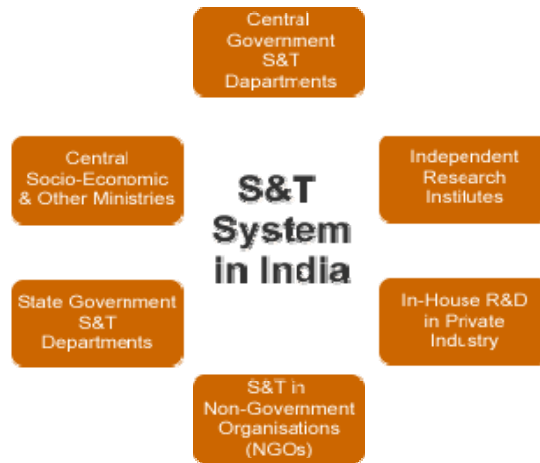 Central
Government
S&T
Dapartments
Central
Socio-Economic
& Other Ministries
Independent
Research
Institutes
S&T
System
in India
State Government
S&T
Departments
In-House R&D
in Private
Industry
S&T in
Non-Government
Organisations
(NGOs)